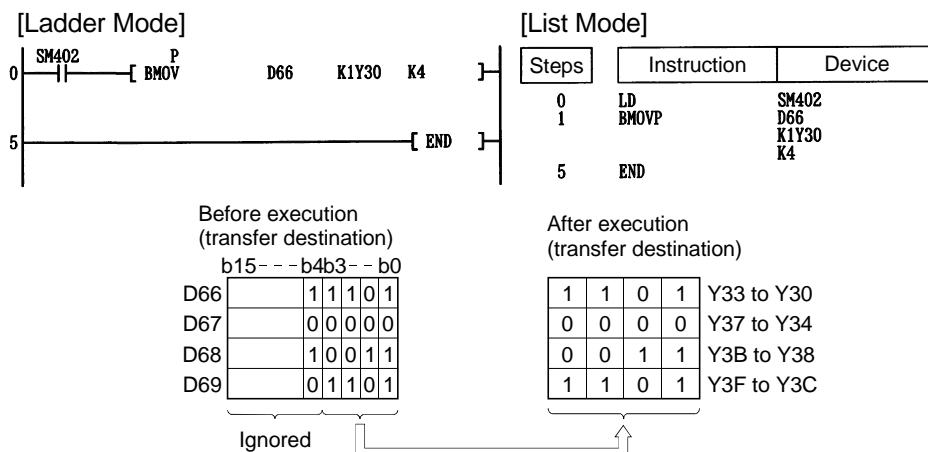 [Ladder Mode]
[List Mode]
SM402 P
0 BMOV D66 K1Y30 K4
5 END
Steps Instruction Device
0 LD SM402
1 BMOVP D66
K1Y30
K4
5 END
Before execution
(transfer destination)
b15 - - - b4b3 - - b0
D66 1 1 1 0 1
D67 0 0 0 0 0
D68 1 0 0 1 1
D69 0 1 1 0 1
Ignored
After execution
(transfer destination)
1 1 0 1 Y33 to Y30
0 0 0 0 Y37 to Y34
0 0 1 1 Y3B to Y38
1 1 0 1 Y3F to Y3C